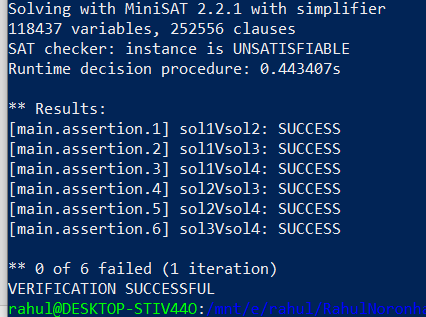 Solving with MiniSAT 2.2.1 with simplifier
118437 variables, 252556 clauses
SAT checker: instance is UNSATISFIABLE
Runtime decision procedure: 0.443407s
** Results:
[main.assertion.1] sol1Vsol2: SUCCESS
[main.assertion.2] sol1Vsol3: SUCCESS
[main.assertion.3] sol1Vsol4: SUCCESS
[main.assertion.4] sol2Vsol3: SUCCESS
[main.assertion.5] sol2Vsol4: SUCCESS
[main.assertion.6] sol3Vsol4: SUCCESS
** 0 of 6 failed (1 iteration)
VERIFICATION SUCCESSFUL
rahul@DESKTOP-STIV44O:/mnt/c/rahul/